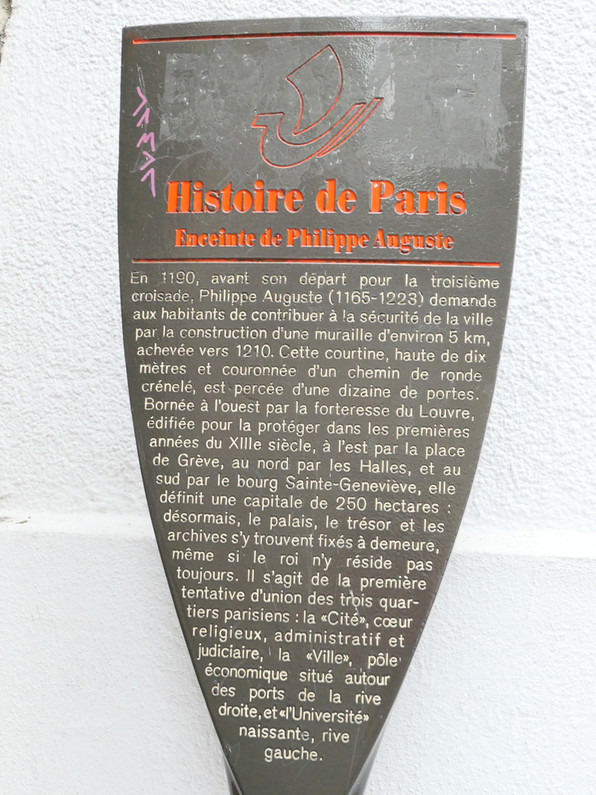 Histoire de Paris
Enceinte de Philippe Auguste
En 1190, avant son départ pour la troisième
croisade, Philippe Auguste (1165-1223) demande
aux habitants de contribuer à la sécurité de la ville
par la construction d'une muraille d'environ 5 km,
achevée vers 1210. Cette courtine, haute de dix
mètres et couronnée d'un chemin de ronde
crénelé, est percée d'une dizaine de portes.
Bornée à l'ouest par la forteresse du Louvre,
édifiée pour la protéger dans les premières
années du XIIIe siècle, à l'est par la place
de Grève, au nord par les Halles, et au
sud par le bourg Sainte-Geneviève, elle
définit une capitale de 250 hectares :
désormais, le palais, le trésor et les
archives s'y trouvent fixés à demeure,
même si le roi n'y réside pas
toujours. Il s'agit de la première
tentative d'union des trois quar-
tiers parisiens : la «Cité», cœur
religieux, administratif et
judiciaire, la «Ville», pôle
économique situé autour
des ports de la rive
droite, et «l'Université»
naissante, rive
gauche.